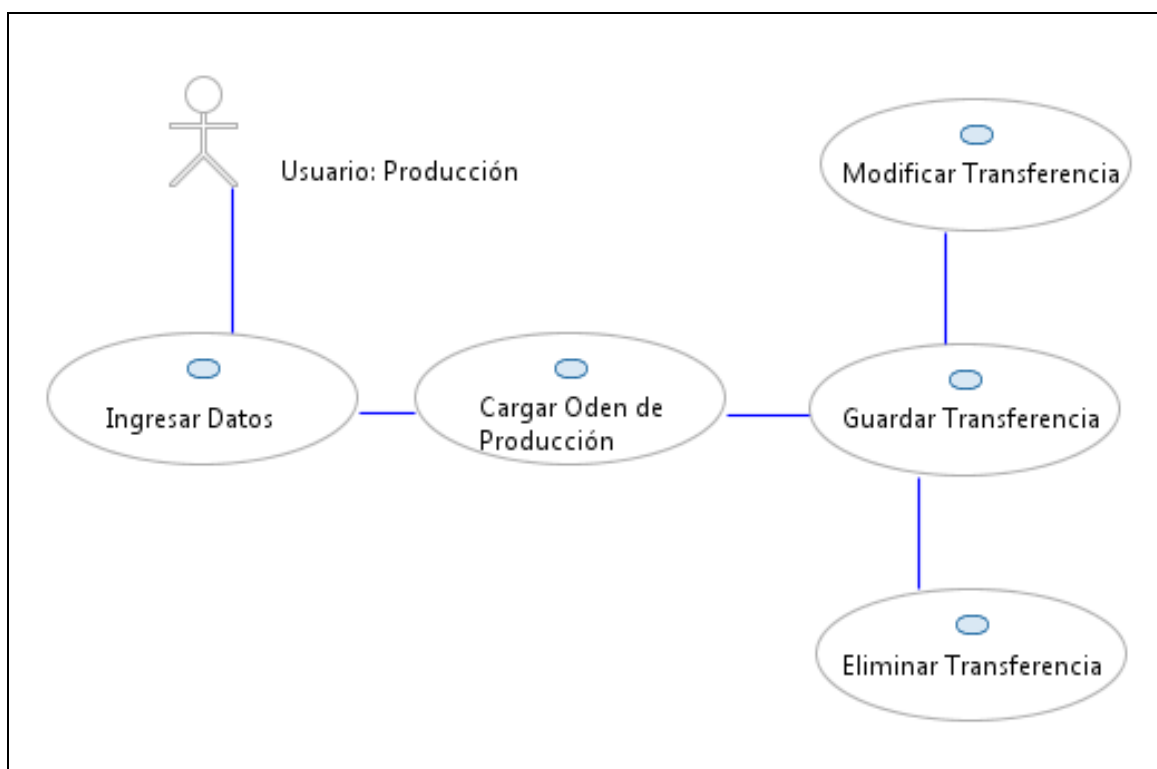 Usuario: Producción
Modificar Transferencia
Ingresar Datos
Cargar Oden de
Producción
Guardar Transferencia
Eliminar Transferencia